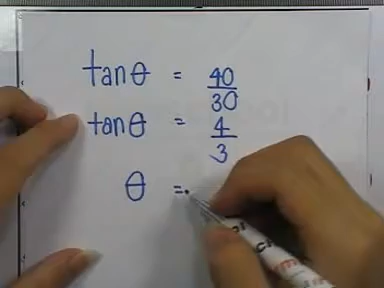 tanθ = 40/30
tanθ = 4/3
θ =